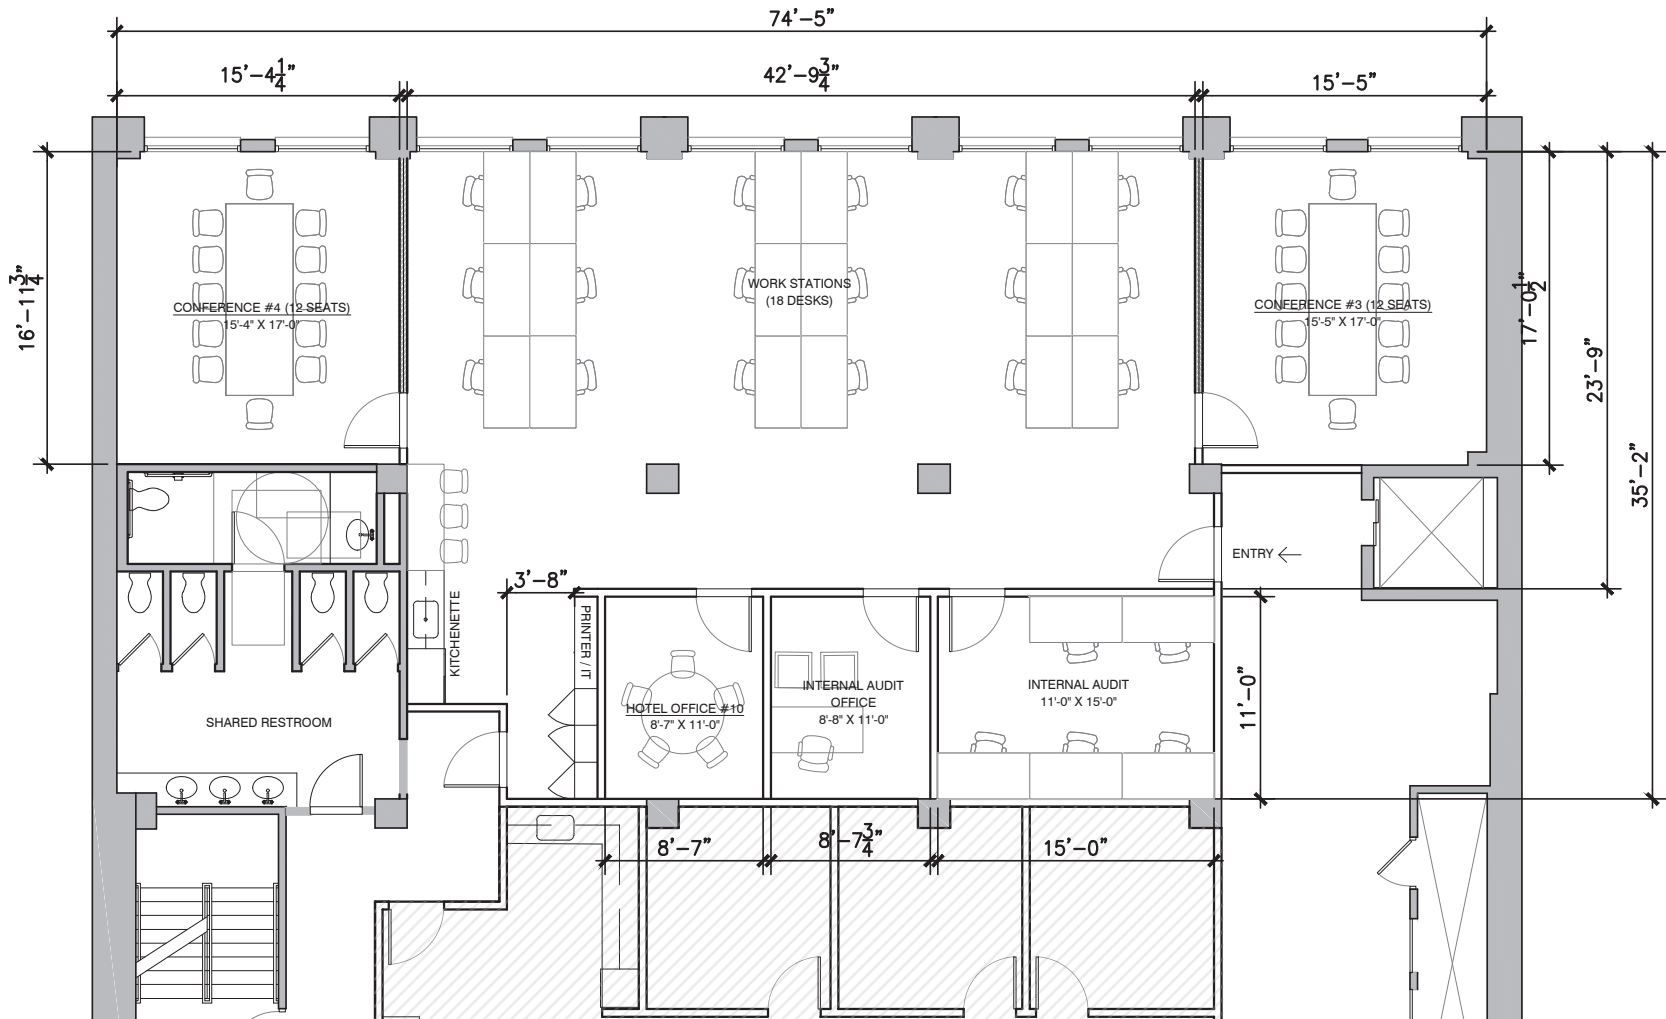 74'-5"
15'-4 1/4"
42'-9 3/4"
15'-5"
16'-11 3/4"
CONFERENCE #4 (12 SEATS)
15'-4" X 17'-0"
WORK STATIONS
(18 DESKS)
CONFERENCE #3 (12 SEATS)
15'-5" X 17'-0"
17'-0 1/2"
23'-9"
35'-2"
ENTRY
3'-8"
KITCHENETTE
PRINTER / IT
SHARED RESTROOM
HOTEL OFFICE #10
8'-7" X 11'-0"
INTERNAL AUDIT
OFFICE
8'-8" X 11'-0"
INTERNAL AUDIT
11'-0" X 15'-0"
11'-0"
8'-7"
8'-7 3/4"
15'-0"